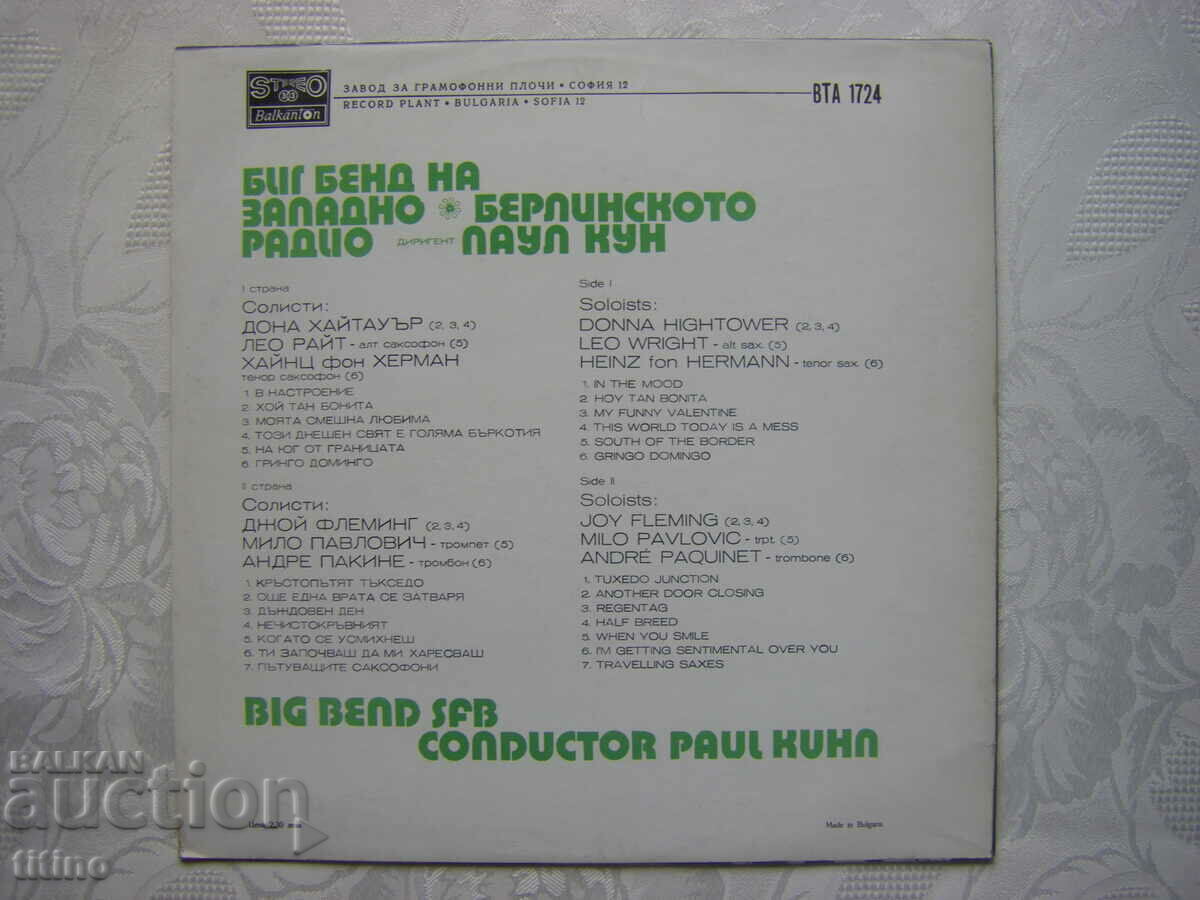 STEREO
33
Balkanton
ЗАВОД ЗА ГРАМОФОННИ ПЛОЧИ • СОФИЯ 12
RECORD PLANT • BULGARIA • SOFIA 12
ВТА 1724
БИГ БЕНД НА
ЗАПАДНО БЕРЛИНСКОТО
РАДИО ДИРИГЕНТ ПАУЛ КУН
I страна
Солисти:
ДОНА ХАЙТАУЪР (2, 3, 4)
ЛЕО РАЙТ - алт саксофон (5)
ХАЙНЦ фон ХЕРМАН
тенор саксофон (6)
1. В НАСТРОЕНИЕ
2. ХОЙ ТАН БОНИТА
3. МОЯТА СМЕШНА ЛЮБИМА
4. ТОЗИ ДНЕШЕН СВЯТ Е ГОЛЯМА БЪРКОТИЯ
5. НА ЮГ ОТ ГРАНИЦАТА
6. ГРИНГО ДОМИНГО
Side I
Soloists:
DONNA HIGHTOWER (2, 3, 4)
LEO WRIGHT - alt sax. (5)
HEINZ fon HERMANN - tenor sax. (6)
1. IN THE MOOD
2. HOY TAN BONITA
3. MY FUNNY VALENTINE
4. THIS WORLD TODAY IS A MESS
5. SOUTH OF THE BORDER
6. GRINGO DOMINGO
II страна
Солисти:
ДЖОЙ ФЛЕМИНГ (2, 3, 4)
МИЛО ПАВЛОВИЧ - тромпет (5)
АНДРЕ ПАКИНЕ - тромбон (6)
1. КРЪСТОПЪТЯТ ТЪКСЕДО
2. ОЩЕ ЕДНА ВРАТА СЕ ЗАТВАРЯ
3. ДЪЖДОВЕН ДЕН
4. НЕЧИСТОКРЪВНИЯТ
5. КОГАТО СЕ УСМИХНЕШ
6. ТИ ЗАПОЧВАШ ДА МИ ХАРЕСВАШ
7. ПЪТУВАЩИТЕ САКСОФОНИ
Side II
Soloists:
JOY FLEMING (2, 3, 4)
MILO PAVLOVIC - trpt. (5)
ANDRÉ PAQUINET - trombone (6)
1. TUXEDO JUNCTION
2. ANOTHER DOOR CLOSING
3. REGENTAG
4. HALF BREED
5. WHEN YOU SMILE
6. I'M GETTING SENTIMENTAL OVER YOU
7. TRAVELLING SAXES
BIG BEND SFB
CONDUCTOR PAUL KUHN
Цена 2,30 лева
Made in Bulgaria
BALKAN
auction
titino